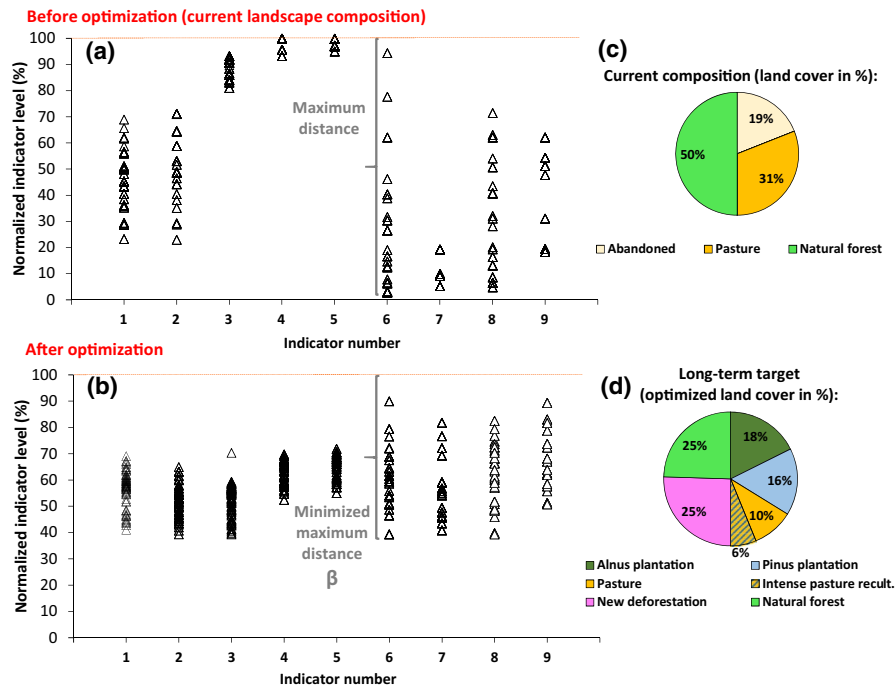 Before optimization (current landscape composition)
(a)
Normalized indicator level (%)
100
90
80
70
60
50
40
30
20
10
0
Maximum
distance
1 2 3 4 5 6 7 8 9
Indicator number
(c)
Current composition (land cover in %):
19%
50%
31%
Abandoned Pasture Natural forest
After optimization
(b)
Normalized indicator level (%)
100
90
80
70
60
50
40
30
20
10
0
Minimized
maximum
distance
β
1 2 3 4 5 6 7 8 9
Indicator number
(d)
Long-term target
(optimized land cover in %):
25%
18%
16%
25%
10%
6%
Alnus plantation Pinus plantation
Pasture Intense pasture recult.
New deforestation Natural forest